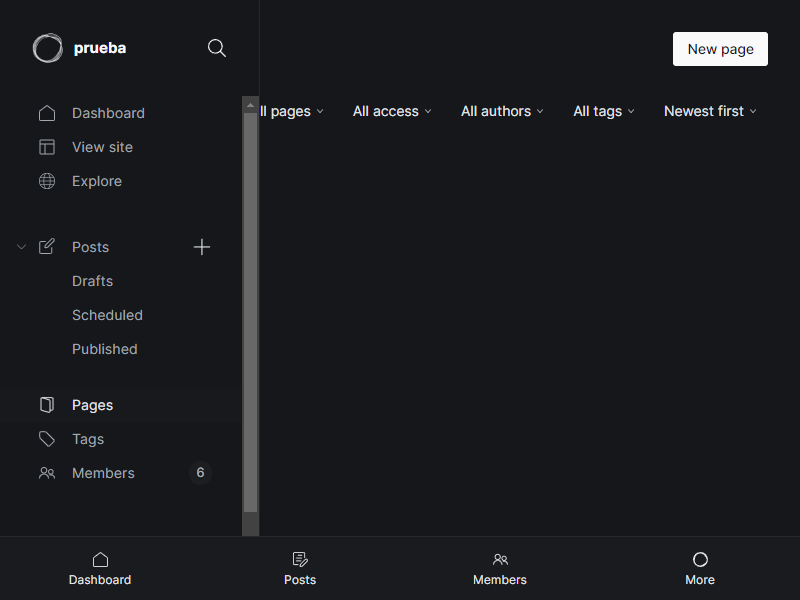 prueba
New page
ll pages
All access
All authors
All tags
Newest first
Dashboard
View site
Explore
Posts
Drafts
Scheduled
Published
Pages
Tags
Members 6
Dashboard
Posts
Members
More